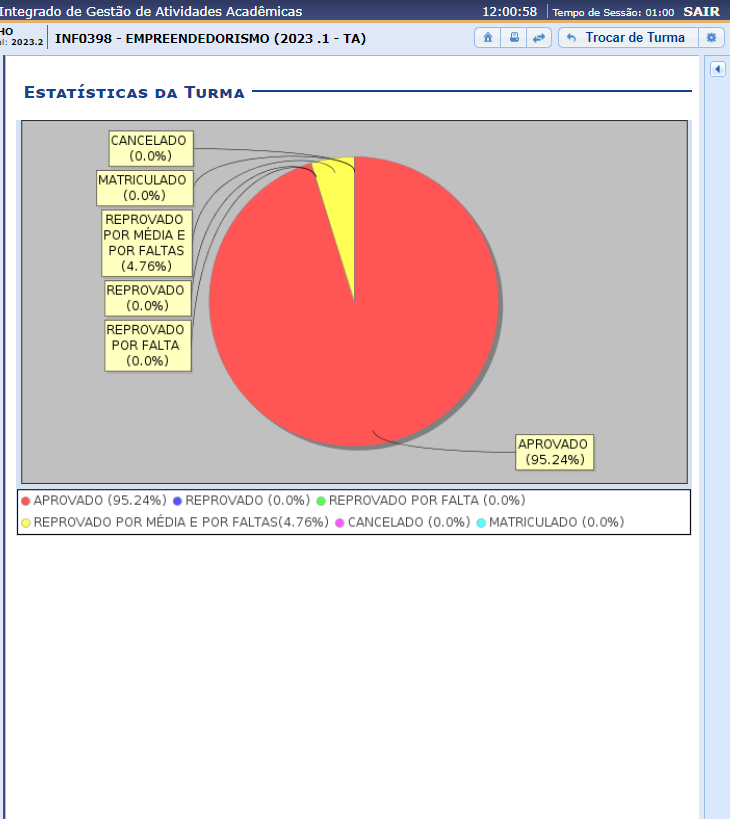 Integrado de Gestão de Atividades Acadêmicas 12:00:58 Tempo de Sessão: 01:00 SAIR
HO
el: 2023.2
INF0398 - EMPREENDEDORISMO (2023 .1 - TA) Trocar de Turma
Estatísticas da Turma
CANCELADO
(0.0%)
MATRICULADO
(0.0%)
REPROVADO
POR MÉDIA E
POR FALTAS
(4.76%)
REPROVADO
(0.0%)
REPROVADO
POR FALTA
(0.0%)
APROVADO
(95.24%)
APROVADO (95.24%) REPROVADO (0.0%) REPROVADO POR FALTA (0.0%)
REPROVADO POR MÉDIA E POR FALTAS(4.76%) CANCELADO (0.0%) MATRICULADO (0.0%)